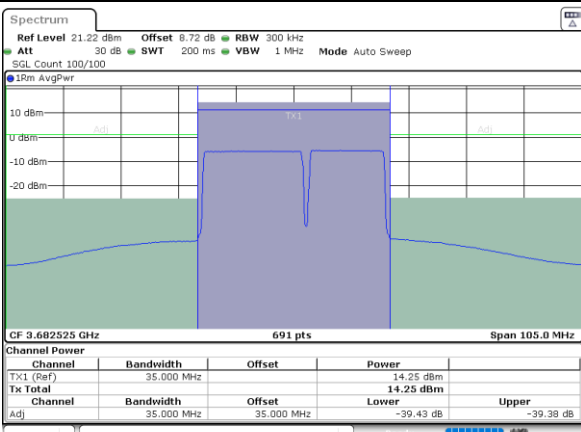 Spectrum
Ref Level 21.22 dBm Offset 8.72 dB RBW 300 kHz
Att 30 dB SWT 200 ms VBW 1 MHz Mode Auto Sweep
SGL Count 100/100
1Rm AvgPwr
10 dBm
TX1
Adj Adj
0 dBm
-10 dBm
-20 dBm
CF 3.682525 GHz 691 pts Span 105.0 MHz
Channel Power
Channel Bandwidth Offset Power
TX1 (Ref) 35.000 MHz 14.25 dBm
Tx Total 14.25 dBm
Channel Bandwidth Offset Lower Upper
Adj 35.000 MHz 35.000 MHz -39.43 dB -39.38 dB